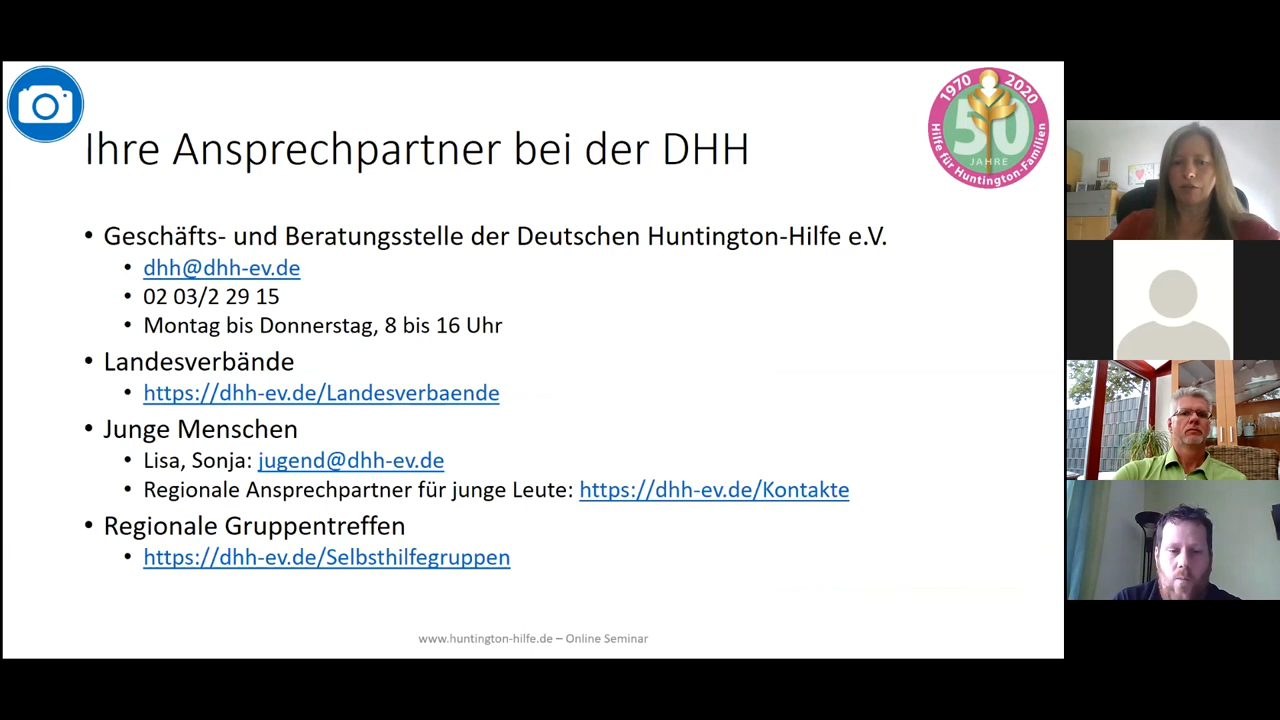 Ihre Ansprechpartner bei der DHH
1970 2020
50
JAHRE
Hilfe für Huntington-Familien
• Geschäfts- und Beratungsstelle der Deutschen Huntington-Hilfe e.V.
• dhh@dhh-ev.de
• 02 03/2 29 15
• Montag bis Donnerstag, 8 bis 16 Uhr
• Landesverbände
• https://dhh-ev.de/Landesverbaende
• Junge Menschen
• Lisa, Sonja: jugend@dhh-ev.de
• Regionale Ansprechpartner für junge Leute: https://dhh-ev.de/Kontakte
• Regionale Gruppentreffen
• https://dhh-ev.de/Selbsthilfegruppen
www.huntington-hilfe.de – Online Seminar